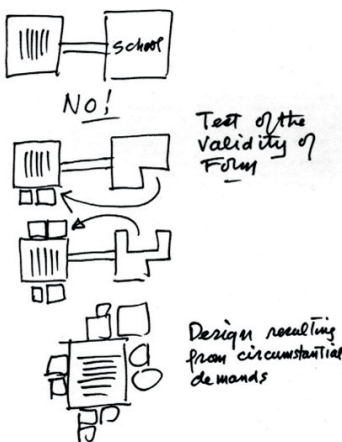 School
NO!
Test of the
Validity of
Form
Design resulting
from circumstantial
demands